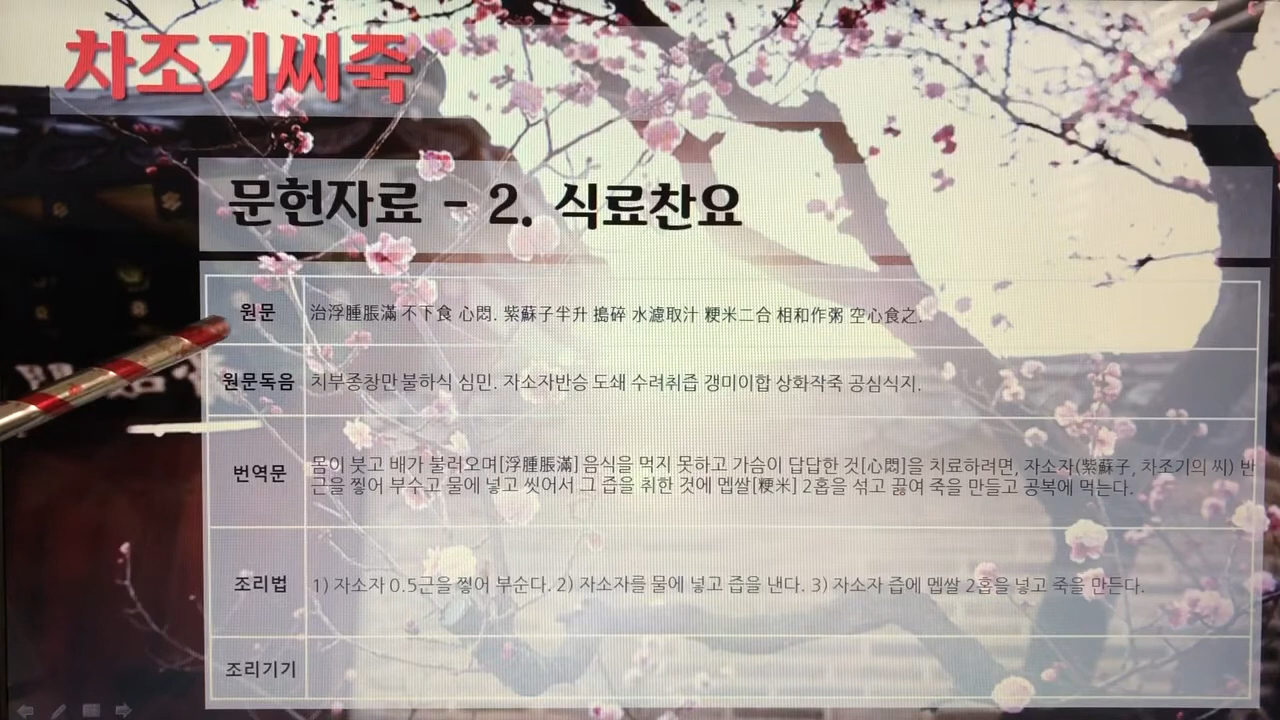 차조기씨죽
문헌자료 - 2. 식료찬요
원문
治浮腫脹滿 不下食 心悶. 紫蘇子半升 搗碎 水濾取汁 粳米二合 相和作粥 空心食之.
원문독음
치부종창만 불하식 심민. 자소자반승 도쇄 수려취즙 갱미이합 상화작죽 공심식지.
번역문
몸이 붓고 배가 불러오며[浮腫脹滿] 음식을 먹지 못하고 가슴이 답답한 것[心悶]을 치료하려면, 자소자(紫蘇子, 차조기의 씨) 반
근을 찧어 부수고 물에 넣고 씻어서 그 즙을 취한 것에 멥쌀[粳米] 2홉을 섞고 끓여 죽을 만들고 공복에 먹는다.
조리법
1) 자소자 0.5근을 찧어 부순다. 2) 자소자를 물에 넣고 즙을 낸다. 3) 자소자 즙에 멥쌀 2홉을 넣고 죽을 만든다.
조리기기